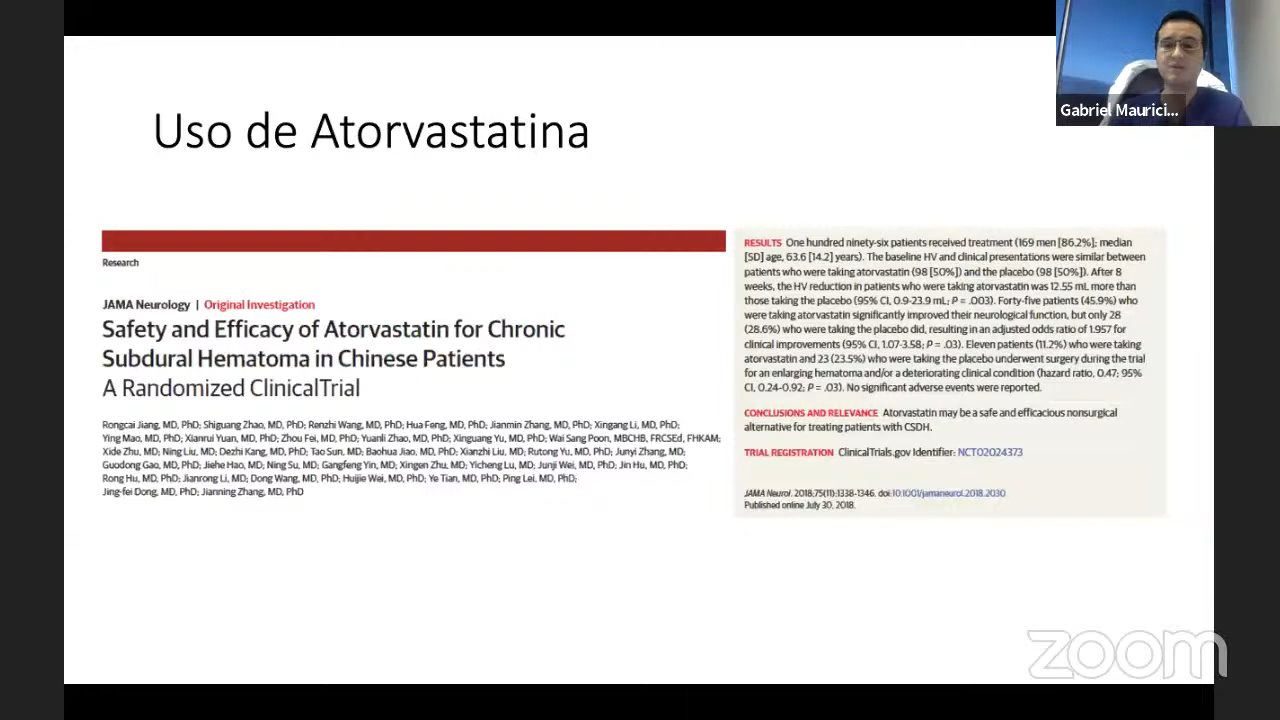 Gabriel Maurici...
Uso de Atorvastatina
Research
JAMA Neurology | Original Investigation
Safety and Efficacy of Atorvastatin for Chronic
Subdural Hematoma in Chinese Patients
A Randomized ClinicalTrial
Rongcai Jiang, MD, PhD; Shiguang Zhao, MD, PhD; Renzhi Wang, MD, PhD; Hua Feng, MD, PhD; Jianmin Zhang, MD, PhD; Xingang Li, MD, PhD;
Ying Mao, MD, PhD; Xianrui Yuan, MD, PhD; Zhou Fei, MD, PhD; Yuanli Zhao, MD, PhD; Xinguang Yu, MD, PhD; Wai Sang Poon, MBCHB, FRCSEd, FHKAM;
Xide Zhu, MD; Ning Liu, MD; Dezhi Kang, MD, PhD; Tao Sun, MD, PhD; Baohua Jiao, MD, PhD; Xianzhi Liu, MD, PhD; Rutong Yu, MD, PhD; Junyi Zhang, MD;
Guodong Gao, MD, PhD; Jiehe Hao, MD; Ning Su, MD; Gangfeng Yin, MD; Xingen Zhu, MD; Yicheng Lu, MD; Junji Wei, MD, PhD; Jin Hu, MD, PhD;
Rong Hu, MD, PhD; Jianrong Li, MD; Dong Wang, MD, PhD; Huijie Wei, MD, PhD; Ye Tian, MD, PhD; Ping Lei, MD, PhD;
Jing-fei Dong, MD, PhD; Jianning Zhang, MD, PhD
RESULTS One hundred ninety-six patients received treatment (169 men [86.2%]; median
[SD] age, 63.6 [14.2] years). The baseline HV and clinical presentations were similar between
patients who were taking atorvastatin (98 [50%]) and the placebo (98 [50%]). After 8
weeks, the HV reduction in patients who were taking atorvastatin was 12.55 mL more than
those taking the placebo (95% CI, 0.9-23.9 mL; P = .003). Forty-five patients (45.9%) who
were taking atorvastatin significantly improved their neurological function, but only 28
(28.6%) who were taking the placebo did, resulting in an adjusted odds ratio of 1.957 for
clinical improvements (95% CI, 1.07-3.58; P = .03). Eleven patients (11.2%) who were taking
atorvastatin and 23 (23.5%) who were taking the placebo underwent surgery during the trial
for an enlarging hematoma and/or a deteriorating clinical condition (hazard ratio, 0.47; 95%
CI, 0.24-0.92; P = .03). No significant adverse events were reported.
CONCLUSIONS AND RELEVANCE Atorvastatin may be a safe and efficacious nonsurgical
alternative for treating patients with CSDH.
TRIAL REGISTRATION ClinicalTrials.gov Identifier: NCT02024373
JAMA Neurol. 2018;75(11):1338-1346. doi:10.1001/jamaneurol.2018.2030
Published online July 30, 2018.
zoom